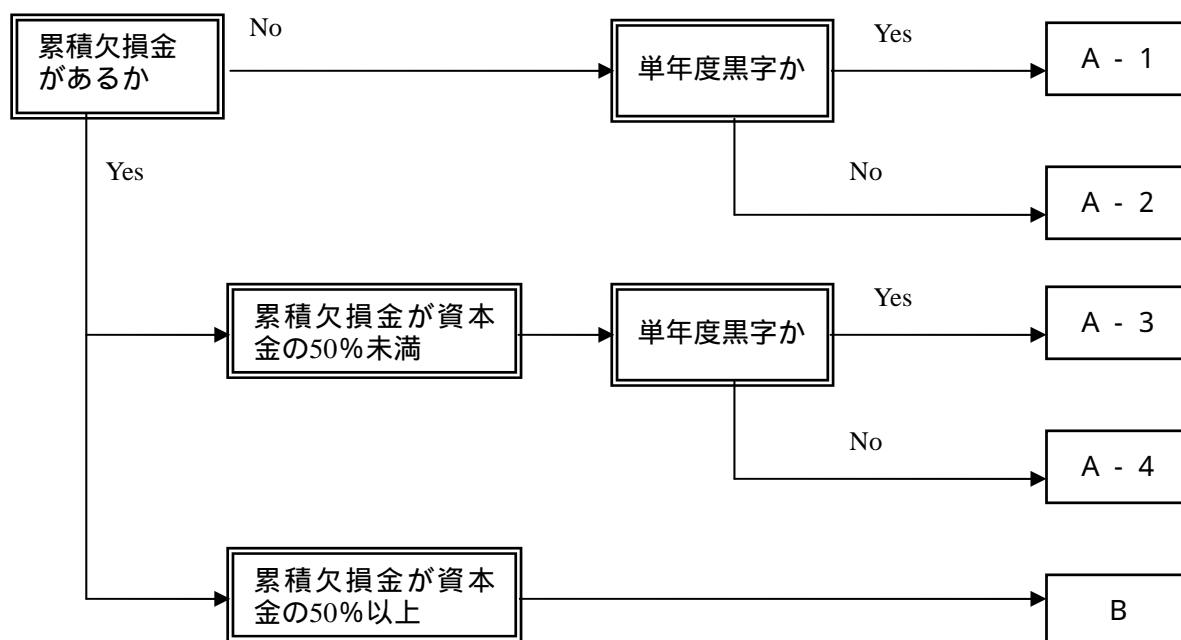 累積欠損金
があるか
No
単年度黒字か
Yes
A - 1
Yes
No
A - 2
累積欠損金が資本
金の50％未満
単年度黒字か
Yes
A - 3
No
A - 4
累積欠損金が資本
金の50％以上
B